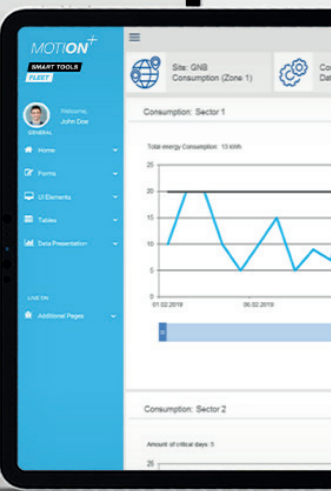 MOTION+
SMART TOOLS
FLEET
Welcome,
John Doe
GENERAL
Home
Forms
UI Elements
Tables
Data Presentation
LIVE ON
Additional Pages
Site: GNB
Consumption (Zone 1)
Co
Dat
Consumption: Sector 1
Total energy Consumption: 13 kWh
25
20
15
10
5
0
01.02.2019
06.02.2019
Consumption: Sector 2
Amount of critical days: 5
25